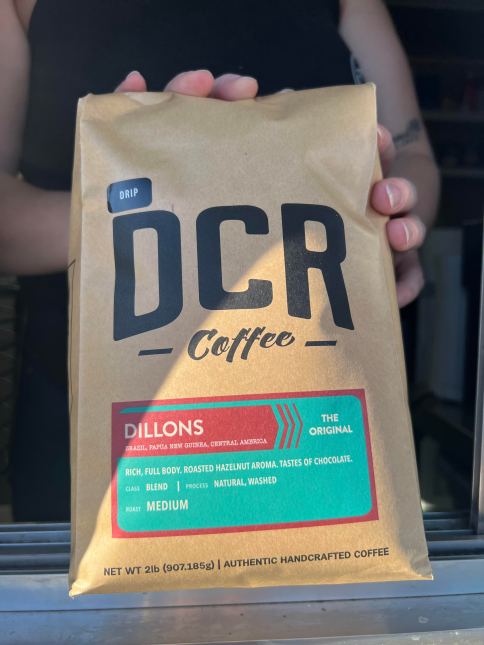 DRIP
DCR
Coffee
DILLONS
BRAZIL, PAPUA NEW GUINEA, CENTRAL AMERICA
THE
ORIGINAL
RICH, FULL BODY. ROASTED HAZELNUT AROMA. TASTES OF CHOCOLATE.
CLASS BLEND | PROCESS NATURAL, WASHED
ROAST MEDIUM
NET WT 2lb (907.185g) | AUTHENTIC HANDCRAFTED COFFEE